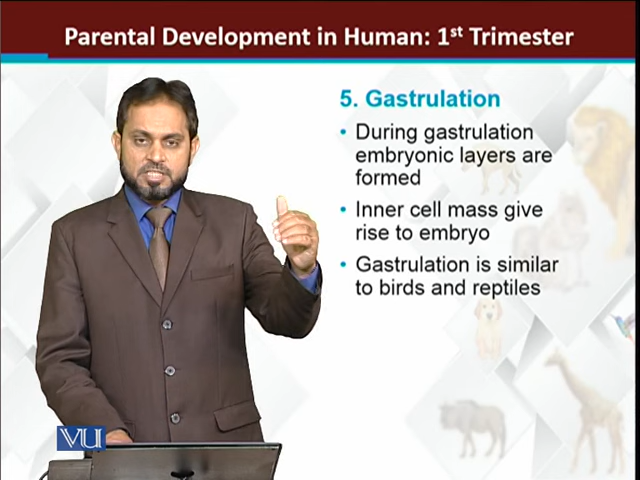 Parental Development in Human: 1st Trimester
5. Gastrulation
• During gastrulation
embryonic layers are
formed
• Inner cell mass give
rise to embryo
• Gastrulation is similar
to birds and reptiles
VU